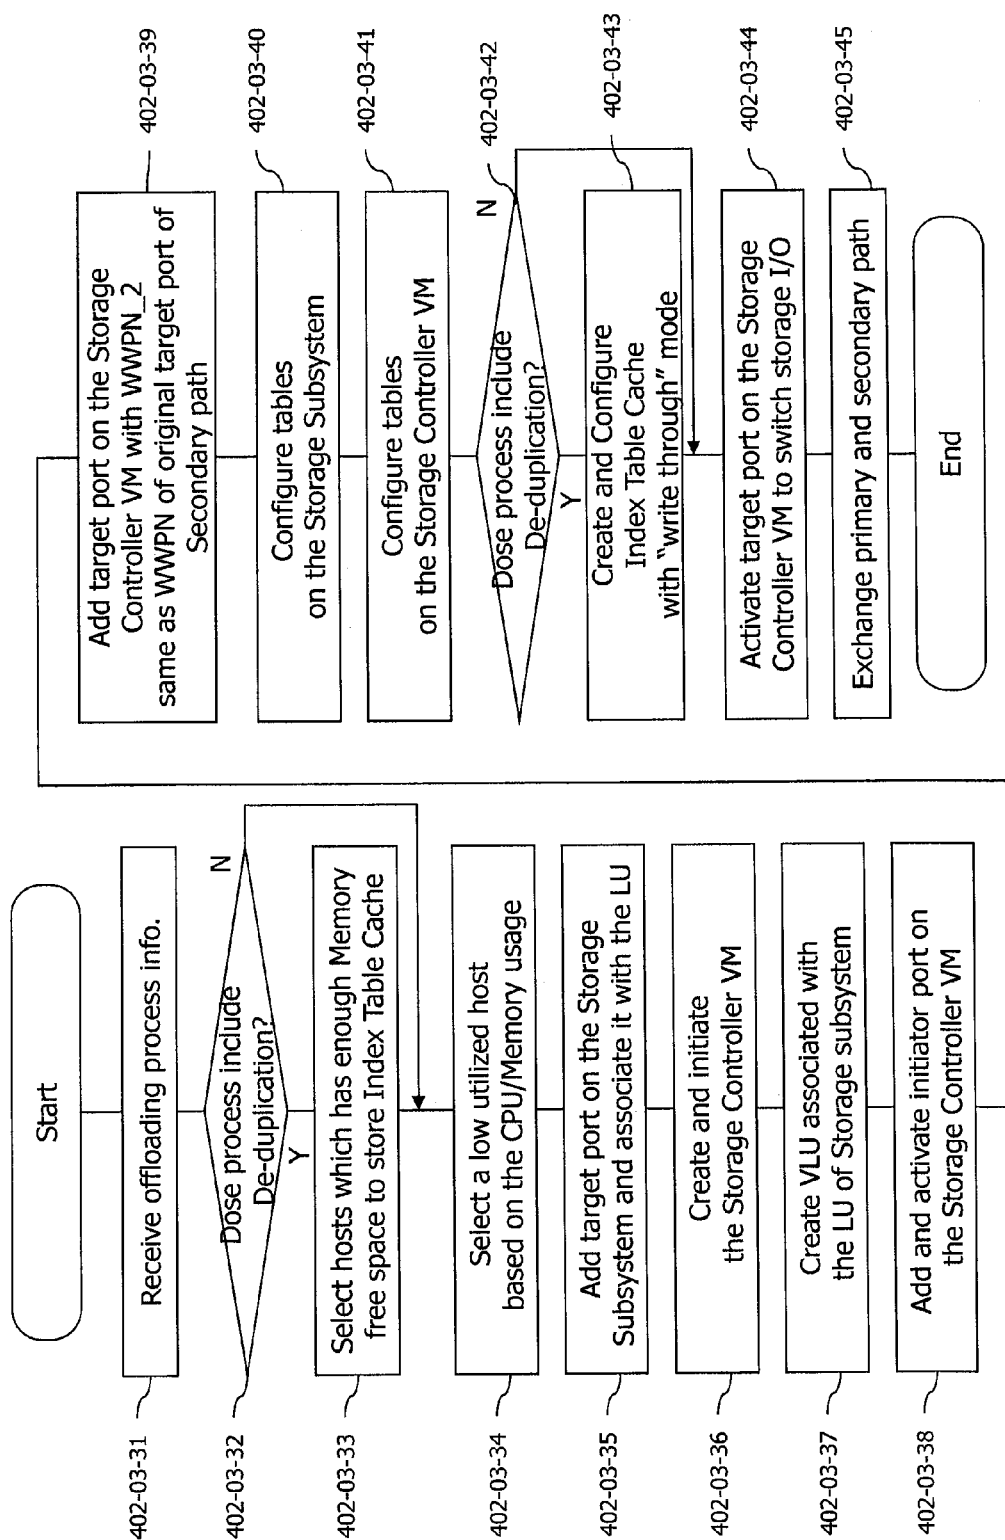 Start
402-03-31
Receive offloading process info.
402-03-32
Dose process include
De-duplication?
N
Y
402-03-33
Select hosts which has enough Memory
free space to store Index Table Cache
402-03-34
Select a low utilized host
based on the CPU/Memory usage
402-03-35
Add target port on the Storage
Subsystem and associate it with the LU
402-03-36
Create and initiate
the Storage Controller VM
402-03-37
Create VLU associated with
the LU of Storage subsystem
402-03-38
Add and activate initiator port on
the Storage Controller VM
402-03-39
Add target port on the Storage
Controller VM with WWPN_2
same as WWPN of original target port of
Secondary path
402-03-40
Configure tables
on the Storage Subsystem
402-03-41
Configure tables
on the Storage Controller VM
402-03-42
Dose process include
De-duplication?
N
Y
402-03-43
Create and Configure
Index Table Cache
with “write through” mode
402-03-44
Activate target port on the Storage
Controller VM to switch storage I/O
402-03-45
Exchange primary and secondary path
End